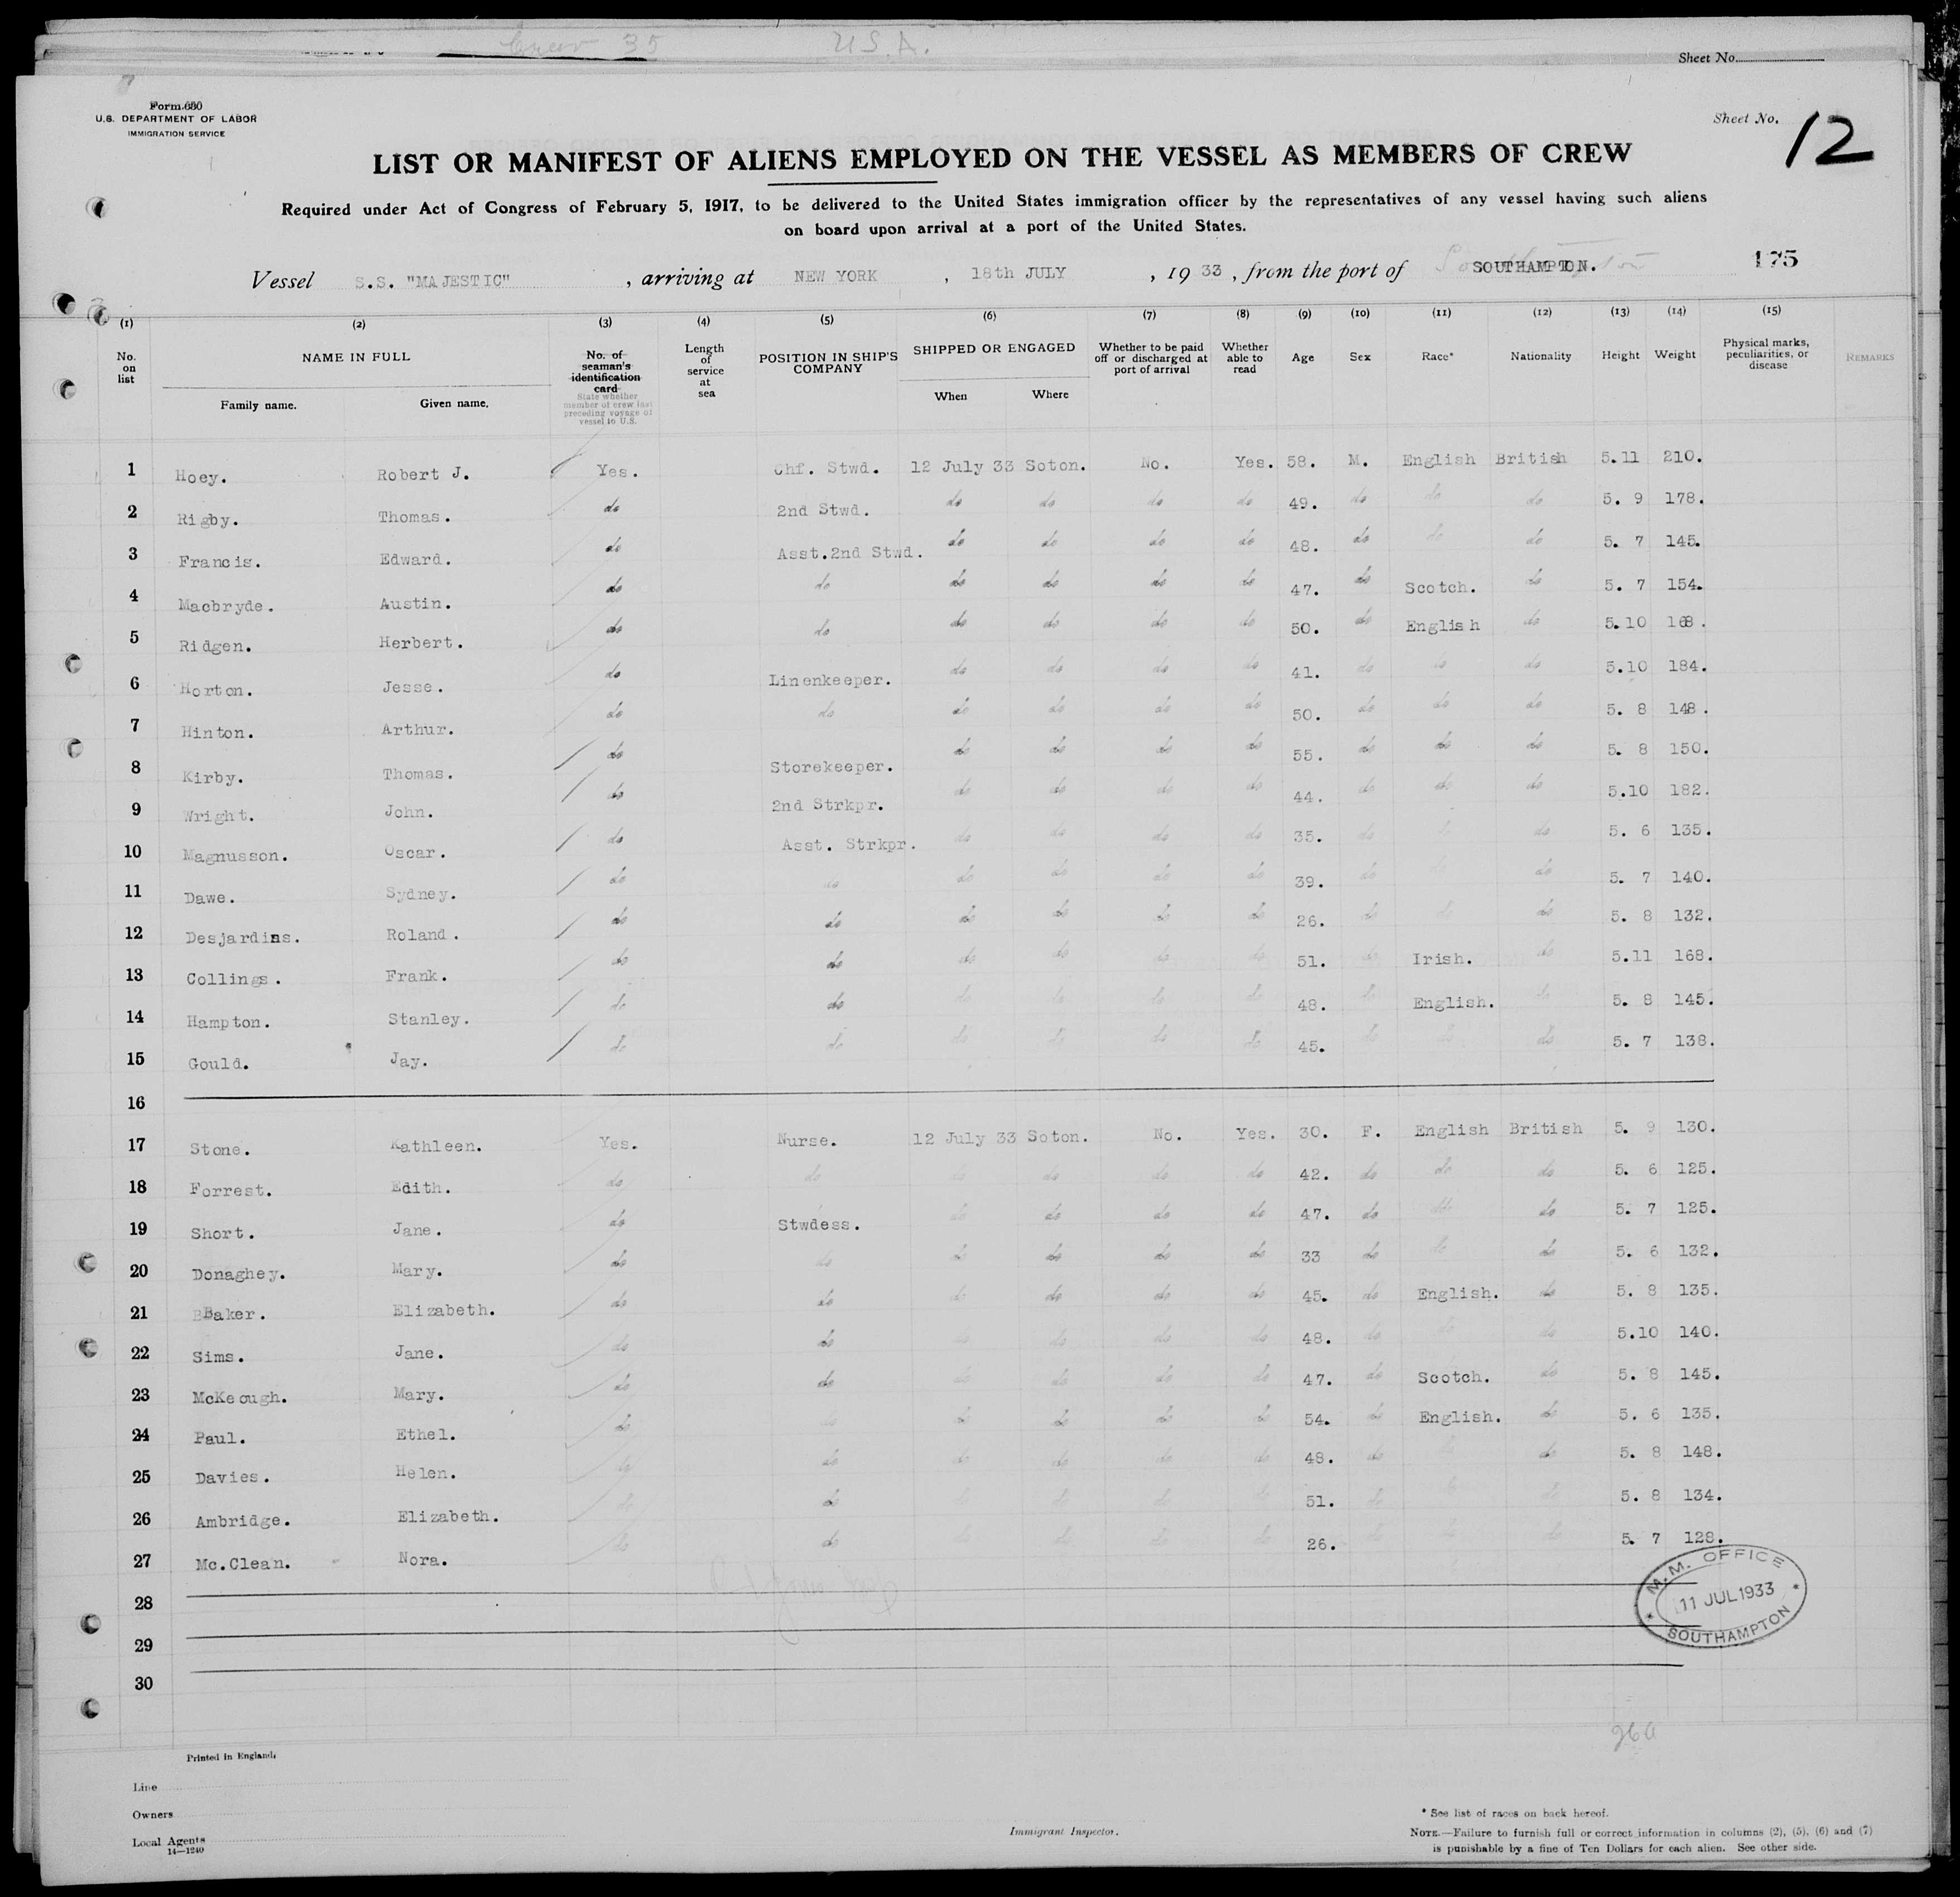 Crew 35 U.S.A.
Sheet No.
Form 680
U.S. DEPARTMENT OF LABOR
IMMIGRATION SERVICE
Sheet No. 12
LIST OR MANIFEST OF ALIENS EMPLOYED ON THE VESSEL AS MEMBERS OF CREW
Required under Act of Congress of February 5, 1917, to be delivered to the United States immigration officer by the representatives of any vessel having such aliens
on board upon arrival at a port of the United States.
Vessel S.S. "MAJESTIC", arriving at NEW YORK, 18th JULY, 1933, from the port of SOUTHAMPTON. 175
(1) (2) (3) (4) (5) (6) (7) (8) (9) (10) (11) (12) (13) (14) (15)
No. on list NAME IN FULL Family name. Given name. No. of seaman's identification card State whether member of crew last preceding voyage of vessel to U.S. Length of service at sea POSITION IN SHIP'S COMPANY SHIPPED OR ENGAGED When Where Whether to be paid off or discharged at port of arrival Whether able to read Age Sex Race* Nationality Height Weight Physical marks, peculiarities, or disease REMARKS
1 Hoey. Robert J. Yes. Chf. Stwd. 12 July 33 Soton. No. Yes. 58. M. English British 5.11 210.
2 Rigby. Thomas. do 2nd Stwd. do do do do 49. do do do 5. 9 178.
3 Francis. Edward. do Asst.2nd Stwd. do do do do 48. do do do 5. 7 145.
4 Macbryde. Austin. do do do do do do 47. do Scotch. do 5. 7 154.
5 Ridgen. Herbert. do do do do do do 50. do English do 5.10 168.
6 Horton. Jesse. do Linenkeeper. do do do do 41. do do do 5.10 184.
7 Hinton. Arthur. do do do do do do 50. do do do 5. 8 148.
8 Kirby. Thomas. do Storekeeper. do do do do 55. do do do 5. 8 150.
9 Wright. John. do 2nd Strkpr. do do do do 44. do do do 5.10 182.
10 Magnusson. Oscar. do Asst. Strkpr. do do do do 35. do do do 5. 6 135.
11 Dawe. Sydney. do do do do do do 39. do do do 5. 7 140.
12 Desjardins. Roland. do do do do do do 26. do do do 5. 8 132.
13 Collings. Frank. do do do do do do 51. do Irish. do 5.11 168.
14 Hampton. Stanley. do do do do do do 48. do English. do 5. 8 145.
15 Gould. Jay. do do do do do do 45. do do do 5. 7 138.
16
17 Stone. Kathleen. Yes. Nurse. 12 July 33 Soton. No. Yes. 30. F. English British 5. 9 130.
18 Forrest. Edith. do do do do do do 42. do do do 5. 6 125.
19 Short. Jane. do Stwdess. do do do do 47. do do do 5. 7 125.
20 Donaghey. Mary. do do do do do do 33 do do do 5. 6 132.
21 Baker. Elizabeth. do do do do do do 45. do English. do 5. 8 135.
22 Sims. Jane. do do do do do do 48. do do do 5.10 140.
23 McKeough. Mary. do do do do do do 47. do Scotch. do 5. 8 145.
24 Paul. Ethel. do do do do do do 54. do English. do 5. 6 135.
25 Davies. Helen. do do do do do do 48. do do 5. 8 148.
26 Ambridge. Elizabeth. do do do do do do 51. do do do 5. 8 134.
27 Mc.Clean. Nora. do do do do do do 26. do do do 5. 7 128.
28
29
30
M.M. OFFICE
11 JUL 1933
SOUTHAMPTON
Printed in England.
Line
Owners
Local Agents
14—1240
Immigrant Inspector.
* See list of races on back hereof.
NOTE.—Failure to furnish full or correct information in columns (2), (5), (6) and (7)
is punishable by a fine of Ten Dollars for each alien. See other side.